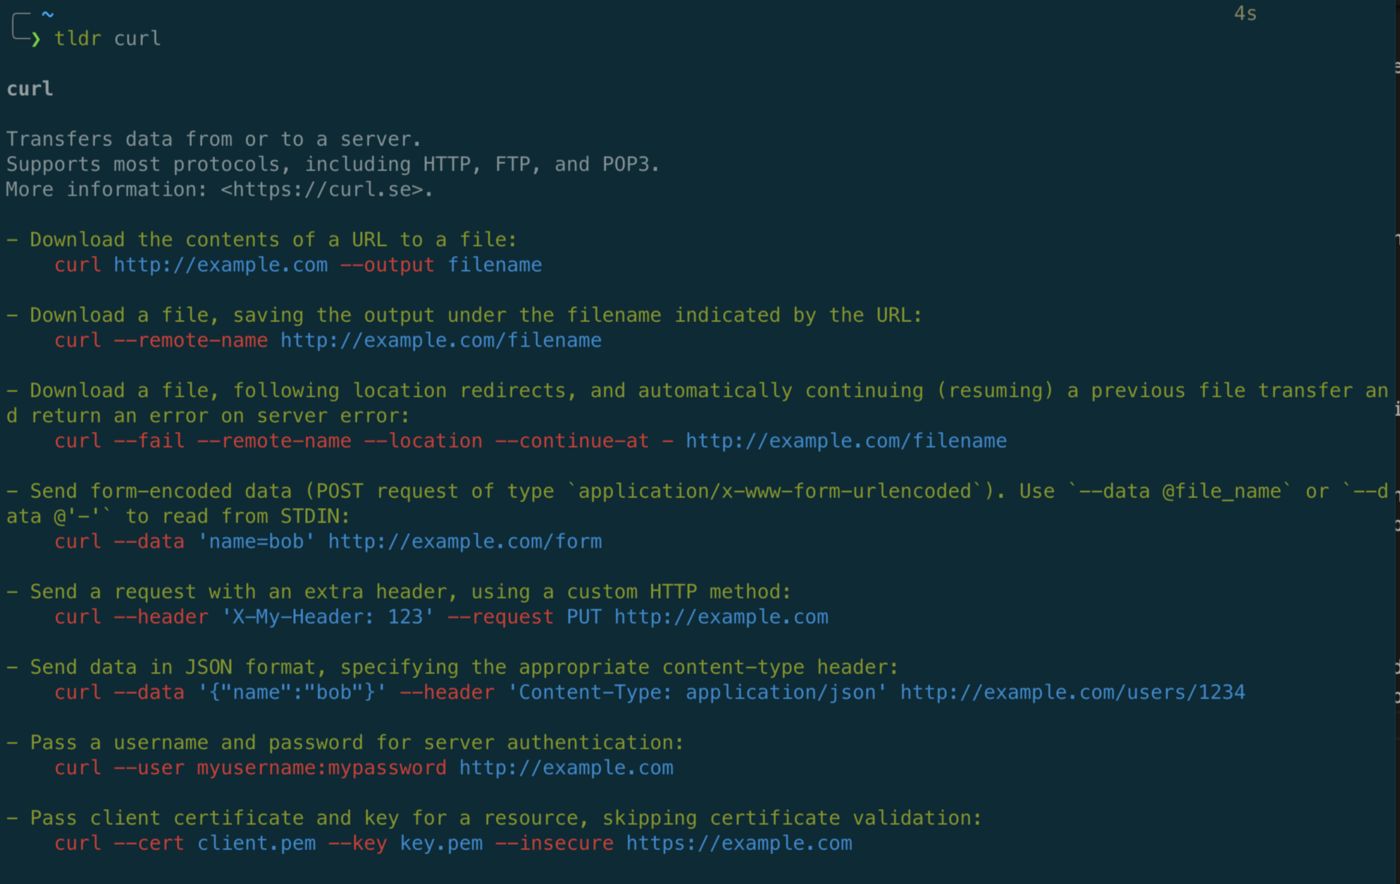 ~ 4s
❯ tldr curl
curl
Transfers data from or to a server.
Supports most protocols, including HTTP, FTP, and POP3.
More information: <https://curl.se>.
- Download the contents of a URL to a file:
curl http://example.com --output filename
- Download a file, saving the output under the filename indicated by the URL:
curl --remote-name http://example.com/filename
- Download a file, following location redirects, and automatically continuing (resuming) a previous file transfer an
d return an error on server error:
curl --fail --remote-name --location --continue-at - http://example.com/filename
- Send form-encoded data (POST request of type `application/x-www-form-urlencoded`). Use `--data @file_name` or `--d
ata @'-'` to read from STDIN:
curl --data 'name=bob' http://example.com/form
- Send a request with an extra header, using a custom HTTP method:
curl --header 'X-My-Header: 123' --request PUT http://example.com
- Send data in JSON format, specifying the appropriate content-type header:
curl --data '{"name":"bob"}' --header 'Content-Type: application/json' http://example.com/users/1234
- Pass a username and password for server authentication:
curl --user myusername:mypassword http://example.com
- Pass client certificate and key for a resource, skipping certificate validation:
curl --cert client.pem --key key.pem --insecure https://example.com